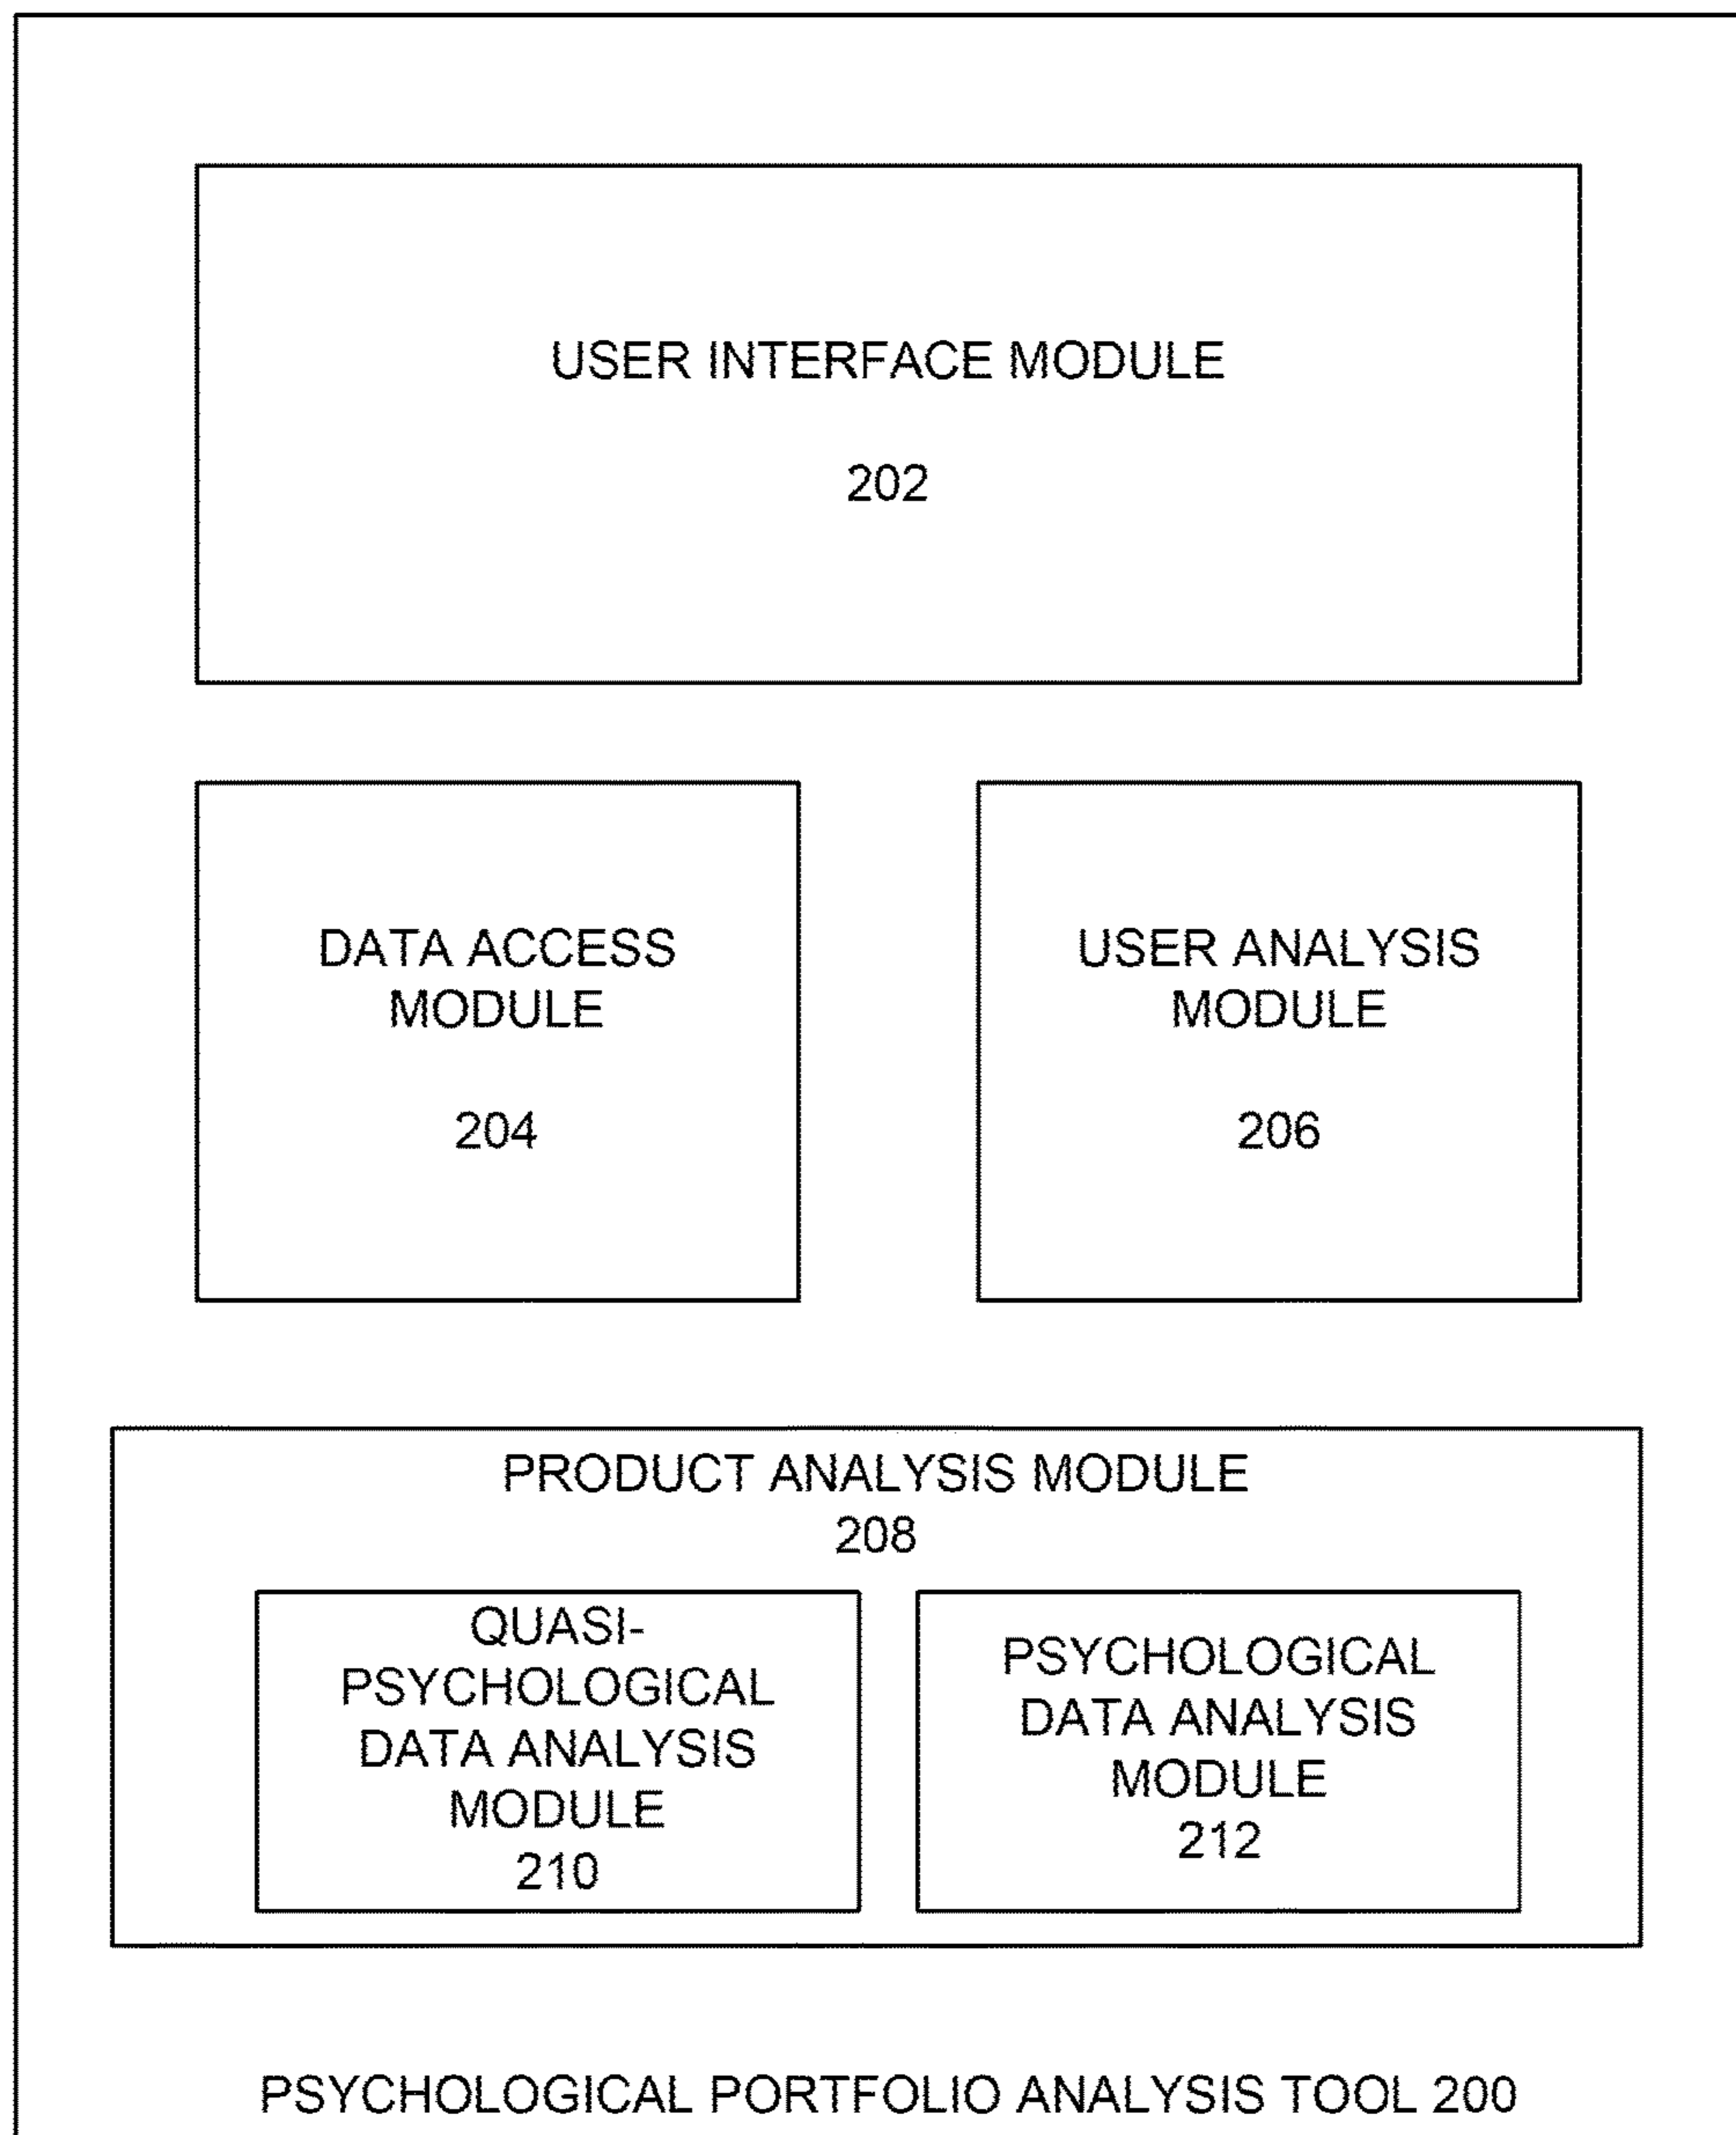 USER INTERFACE MODULE
202
DATA ACCESS
MODULE
204
USER ANALYSIS
MODULE
206
PRODUCT ANALYSIS MODULE
208
QUASI-
PSYCHOLOGICAL
DATA ANALYSIS
MODULE
210
PSYCHOLOGICAL
DATA ANALYSIS
MODULE
212
PSYCHOLOGICAL PORTFOLIO ANALYSIS TOOL 200